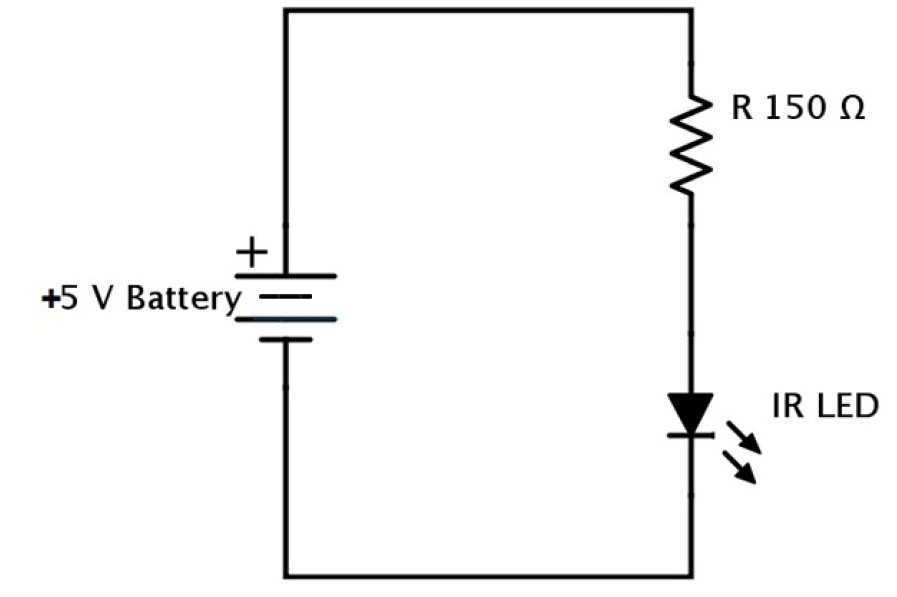 R 150 Ω
+
+5 V Battery
IR LED